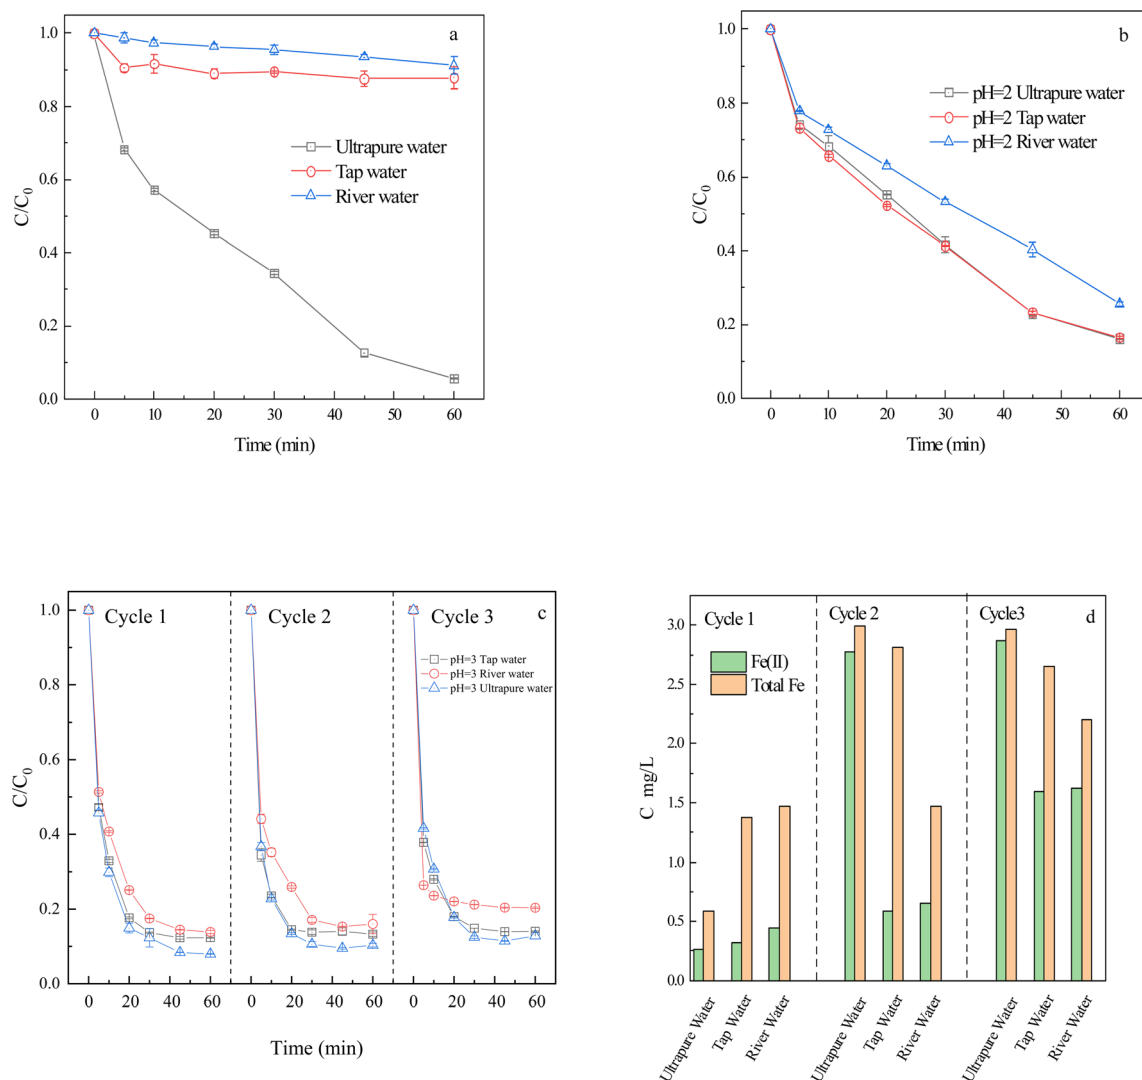 a
1.0
0.8
0.6
0.4
0.2
0.0
C/C0
Ultrapure water
Tap water
River water
0 10 20 30 40 50 60
Time (min)
b
1.0
0.8
0.6
0.4
0.2
0.0
C/C0
pH=2 Ultrapure water
pH=2 Tap water
pH=2 River water
0 10 20 30 40 50 60
Time (min)
Cycle 1 Cycle 2 Cycle 3 c
1.0
0.8
0.6
0.4
0.2
0.0
C/C0
pH=3 Tap water
pH=3 River water
pH=3 Ultrapure water
0 20 40 60 0 20 40 60 0 20 40 60
Time (min)
Cycle 1 Cycle 2 Cycle3 d
3.0
2.5
2.0
1.5
1.0
0.5
0.0
C mg/L
Fe(II)
Total Fe
Ultrapure Water
Tap Water
River Water
Ultrapure Water
Tap Water
River Water
Ultrapure Water
Tap Water
River Water